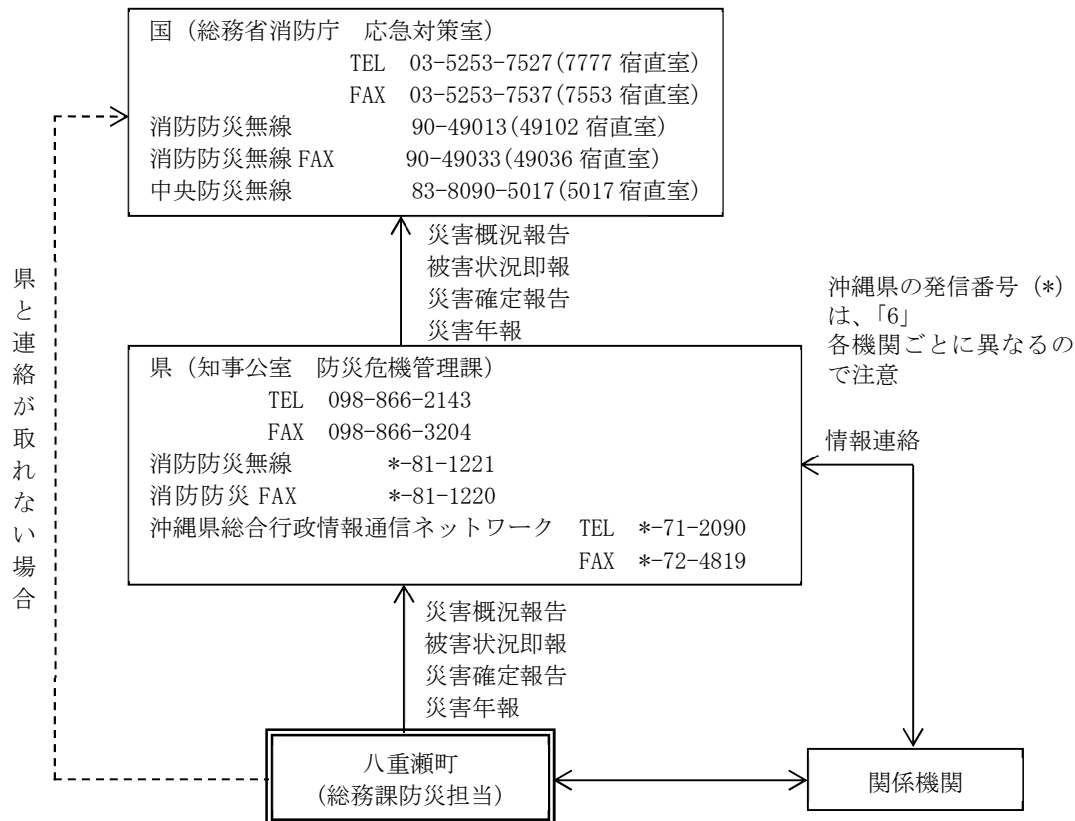 国（総務省消防庁　応急対策室）
TEL　03-5253-7527(7777 宿直室)
FAX　03-5253-7537(7553 宿直室)
消防防災無線　90-49013(49102 宿直室)
消防防災無線 FAX　90-49033(49036 宿直室)
中央防災無線　83-8090-5017(5017 宿直室)
災害概況報告
被害状況即報
災害確定報告
災害年報
県と連絡が取れない場合
沖縄県の発信番号（*）
は、「6」
各機関ごとに異なるの
で注意
県（知事公室　防災危機管理課）
TEL　098-866-2143
FAX　098-866-3204
消防防災無線　*-81-1221
消防防災 FAX　*-81-1220
沖縄県総合行政情報通信ネットワーク　TEL　*-71-2090
FAX　*-72-4819
情報連絡
災害概況報告
被害状況即報
災害確定報告
災害年報
八重瀬町
（総務課防災担当）
関係機関